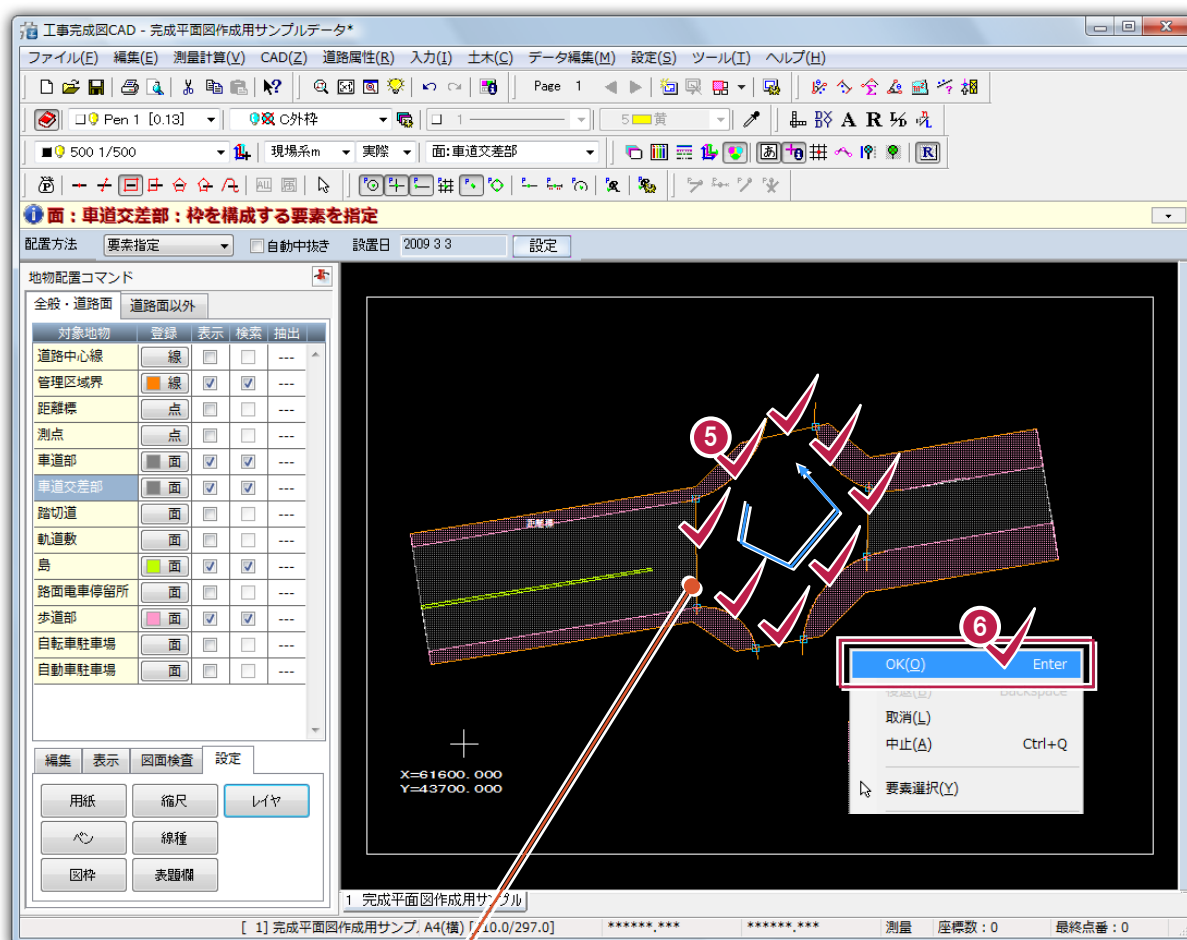 工事完成図CAD - 完成平面図作成用サンプルデータ*
ファイル(F) 編集(E) 測量計算(V) CAD(Z) 道路属性(R) 入力(I) 土木(C) データ編集(M) 設定(S) ツール(T) ヘルプ(H)
Page 1
Pen 1 [0.13] C外枠 1 5 黄 A R
500 1/500 現場系m 実際 面:車道交差部 あ R
面：車道交差部：枠を構成する要素を指定
配置方法 要素指定 自動中抜き 設置日 2009 3 3 設定
地物配置コマンド
全般・道路面 道路面以外
対象地物 登録 表示 検索 抽出
道路中心線 線 ---
管理区域界 線 ---
距離標 点 ---
測点 点 ---
車道部 面 ---
車道交差部 面 ---
踏切道 面 ---
軌道敷 面 ---
島 面 ---
路面電車停留所 面 ---
歩道部 面 ---
自転車駐車場 面 ---
自動車駐車場 面 ---
編集 表示 図面検査 設定
用紙 縮尺 レイヤ
ペン 線種
図枠 表題欄
5
距離標
6
OK(O) Enter
後退(B) Backspace
取消(L)
中止(A) Ctrl+Q
要素選択(Y)
X=61600.000
Y=43700.000
1 完成平面図作成用サンプル
[ 1] 完成平面図作成用サンプ A4(横) [210.0/297.0] ******.*** ******.*** 測量 座標数：0 最終点番：0